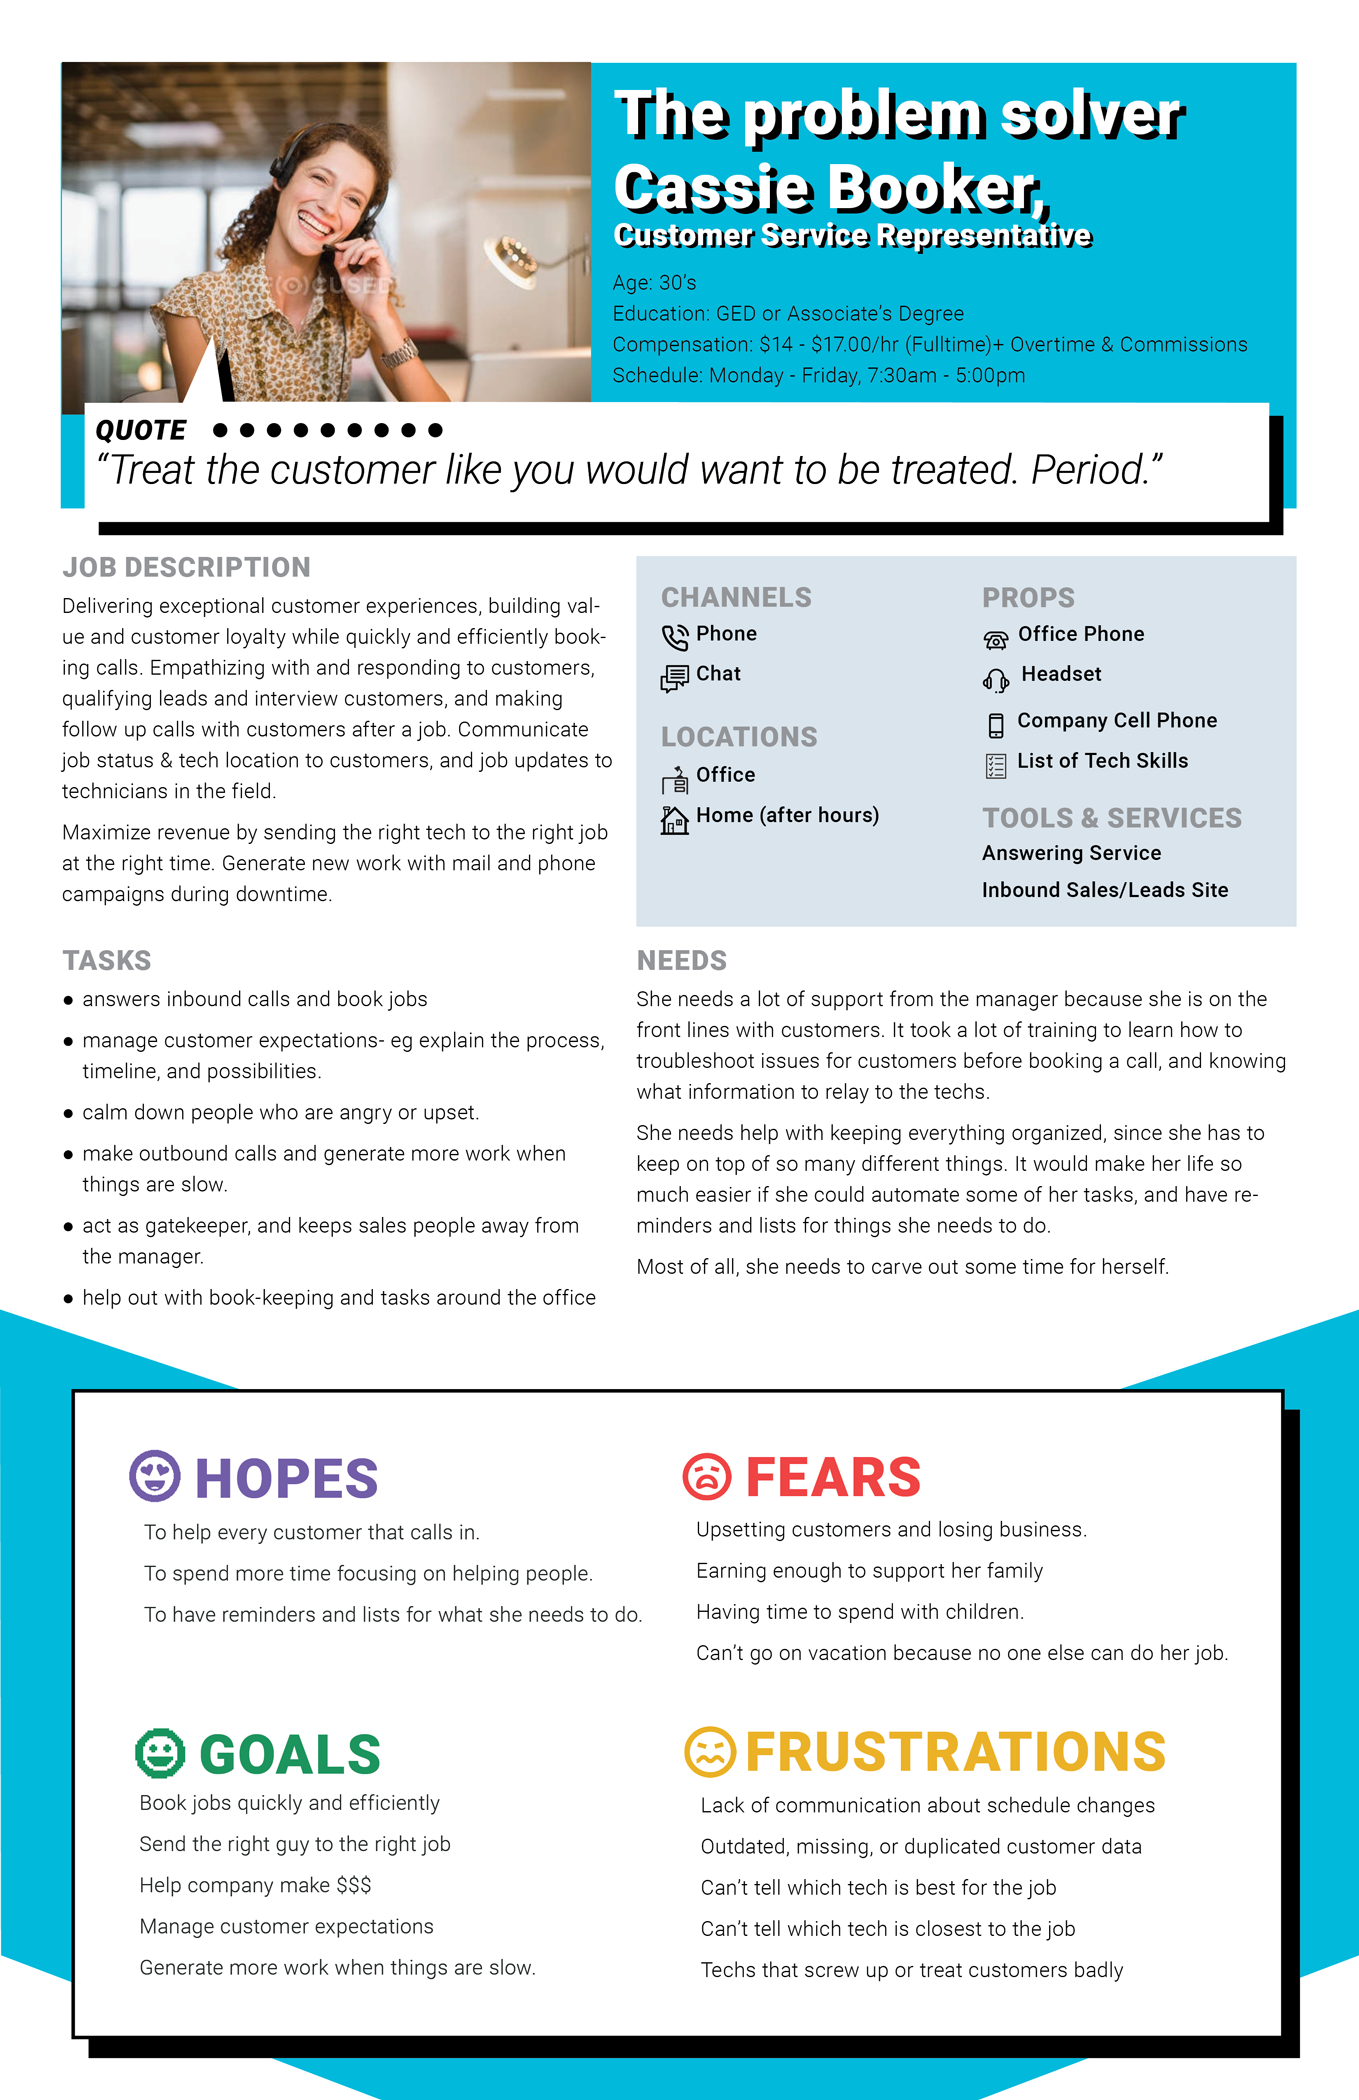 The problem solver
Cassie Booker,
Customer Service Representative
Age: 30's
Education: GED or Associate's Degree
Compensation: $14 - $17.00/hr (Fulltime)+ Overtime & Commissions
Schedule: Monday - Friday, 7:30am - 5:00pm
QUOTE
“Treat the customer like you would want to be treated. Period.”
JOB DESCRIPTION
Delivering exceptional customer experiences, building val-
ue and customer loyalty while quickly and efficiently book-
ing calls. Empathizing with and responding to customers,
qualifying leads and interview customers, and making
follow up calls with customers after a job. Communicate
job status & tech location to customers, and job updates to
technicians in the field.
Maximize revenue by sending the right tech to the right job
at the right time. Generate new work with mail and phone
campaigns during downtime.
CHANNELS
Phone
Chat
LOCATIONS
Office
Home (after hours)
PROPS
Office Phone
Headset
Company Cell Phone
List of Tech Skills
TOOLS & SERVICES
Answering Service
Inbound Sales/Leads Site
TASKS
● answers inbound calls and book jobs
● manage customer expectations- eg explain the process,
timeline, and possibilities.
● calm down people who are angry or upset.
● make outbound calls and generate more work when
things are slow.
● act as gatekeeper, and keeps sales people away from
the manager.
● help out with book-keeping and tasks around the office
NEEDS
She needs a lot of support from the manager because she is on the
front lines with customers. It took a lot of training to learn how to
troubleshoot issues for customers before booking a call, and knowing
what information to relay to the techs.
She needs help with keeping everything organized, since she has to
keep on top of so many different things. It would make her life so
much easier if she could automate some of her tasks, and have re-
minders and lists for things she needs to do.
Most of all, she needs to carve out some time for herself.
HOPES
To help every customer that calls in.
To spend more time focusing on helping people.
To have reminders and lists for what she needs to do.
FEARS
Upsetting customers and losing business.
Earning enough to support her family
Having time to spend with children.
Can't go on vacation because no one else can do her job.
GOALS
Book jobs quickly and efficiently
Send the right guy to the right job
Help company make $$$
Manage customer expectations
Generate more work when things are slow.
FRUSTRATIONS
Lack of communication about schedule changes
Outdated, missing, or duplicated customer data
Can't tell which tech is best for the job
Can't tell which tech is closest to the job
Techs that screw up or treat customers badly